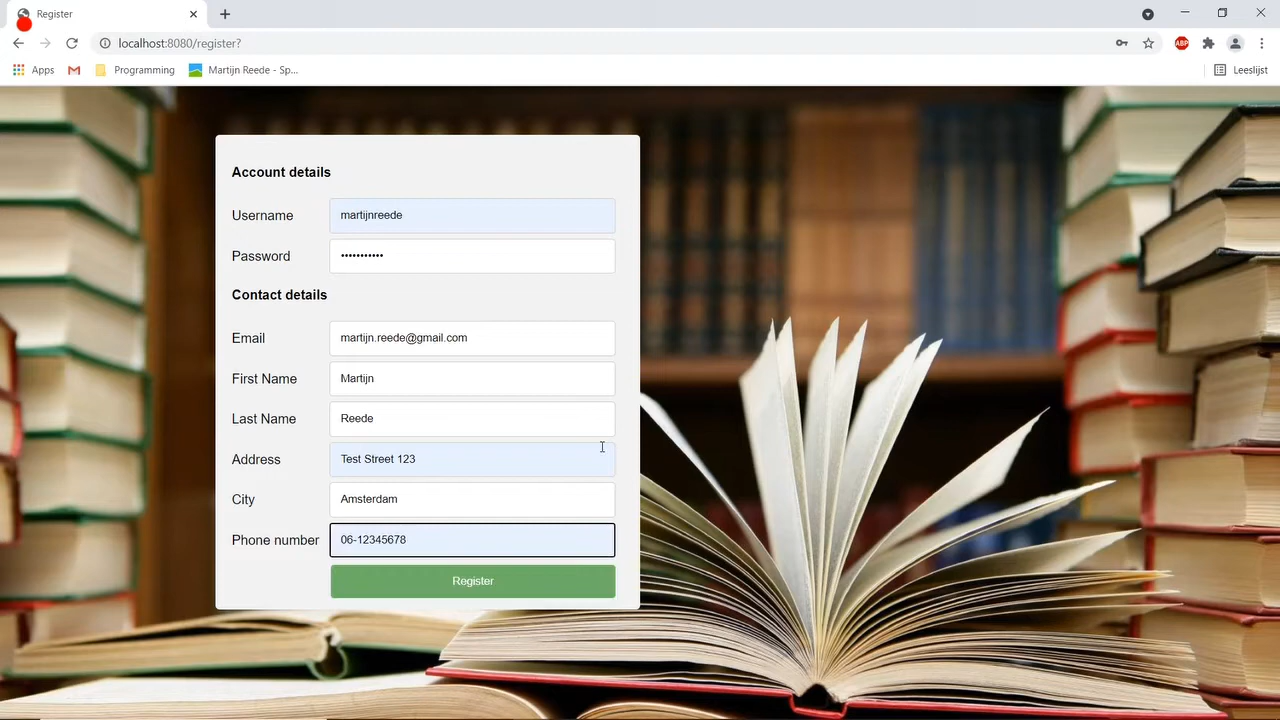 Register
localhost:8080/register?
ABP
Apps
Programming
Martijn Reede - Sp...
Leeslijst
Account details
Username
martijnreede
Password
•••••••••••
Contact details
Email
martijn.reede@gmail.com
First Name
Martijn
Last Name
Reede
Address
Test Street 123
City
Amsterdam
Phone number
06-12345678
Register